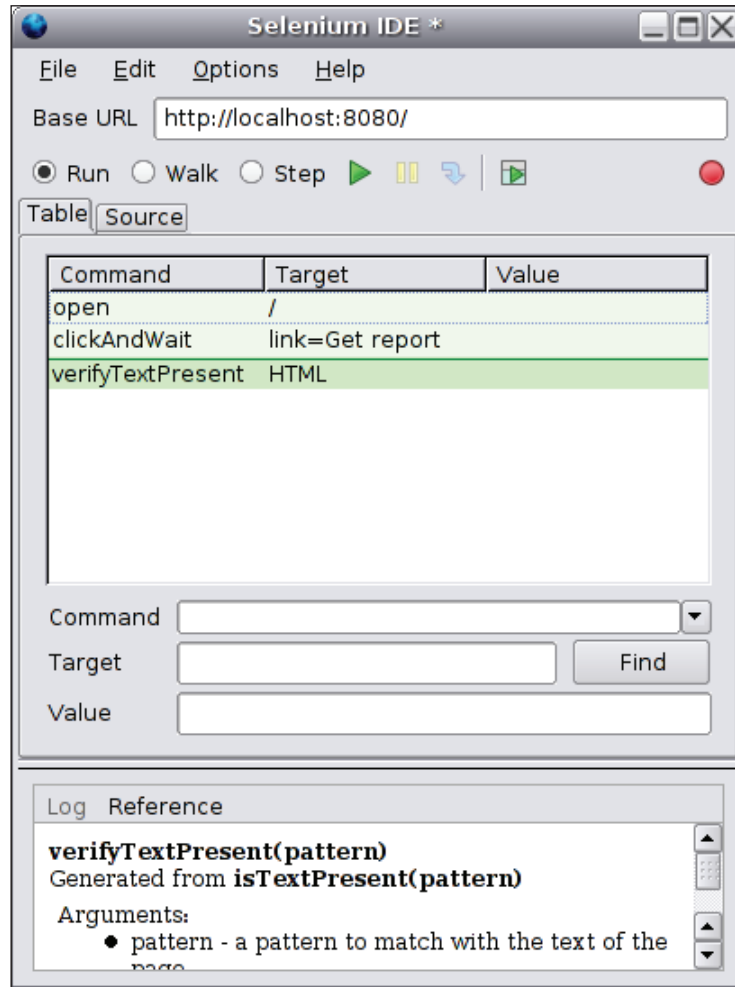 Selenium IDE *
File Edit Options Help
Base URL http://localhost:8080/
Run Walk Step
Table Source
Command Target Value
open /
clickAndWait link=Get report
verifyTextPresent HTML
Command
Target Find
Value
Log Reference
verifyTextPresent(pattern)
Generated from isTextPresent(pattern)
Arguments:
● pattern - a pattern to match with the text of the
page